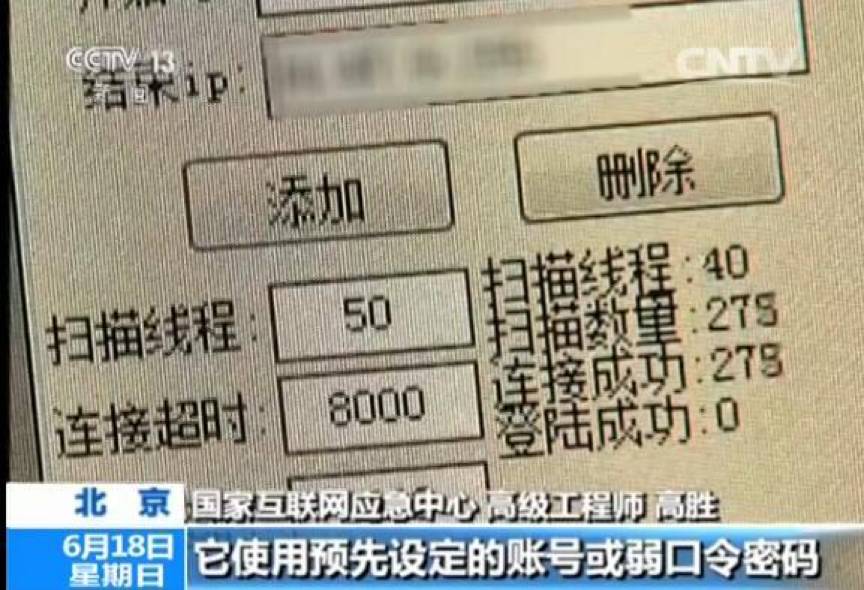 CCTV 13
CNTV
结果ip:
添加
删除
扫描线程: 50
连接超时: 8000
扫描线程:40
扫描数量:278
连接成功:278
登陆成功:0
北京
国家互联网应急中心 高级工程师 高胜
6月18日
星期日
它使用预先设定的账号或弱口令密码